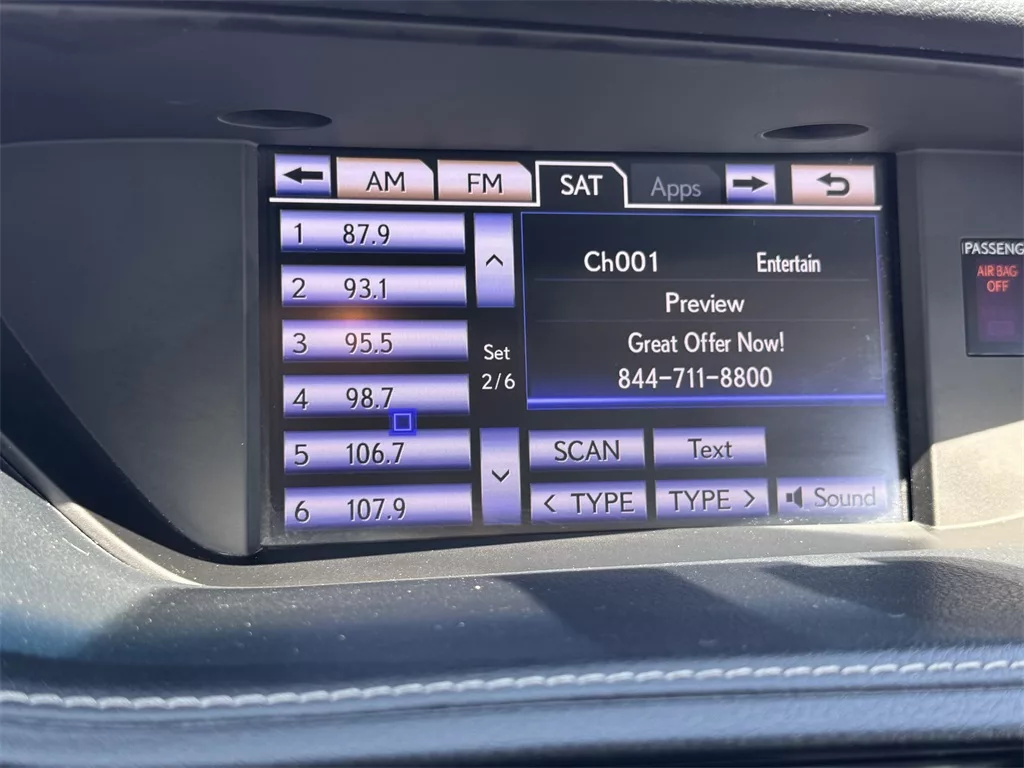 AM FM SAT Apps
1 87.9
2 93.1
3 95.5
4 98.7
5 106.7
6 107.9
Set
2/6
Ch001 Entertain
Preview
Great Offer Now!
844-711-8800
SCAN Text
< TYPE TYPE > Sound
PASSENG
AIR BAG
OFF